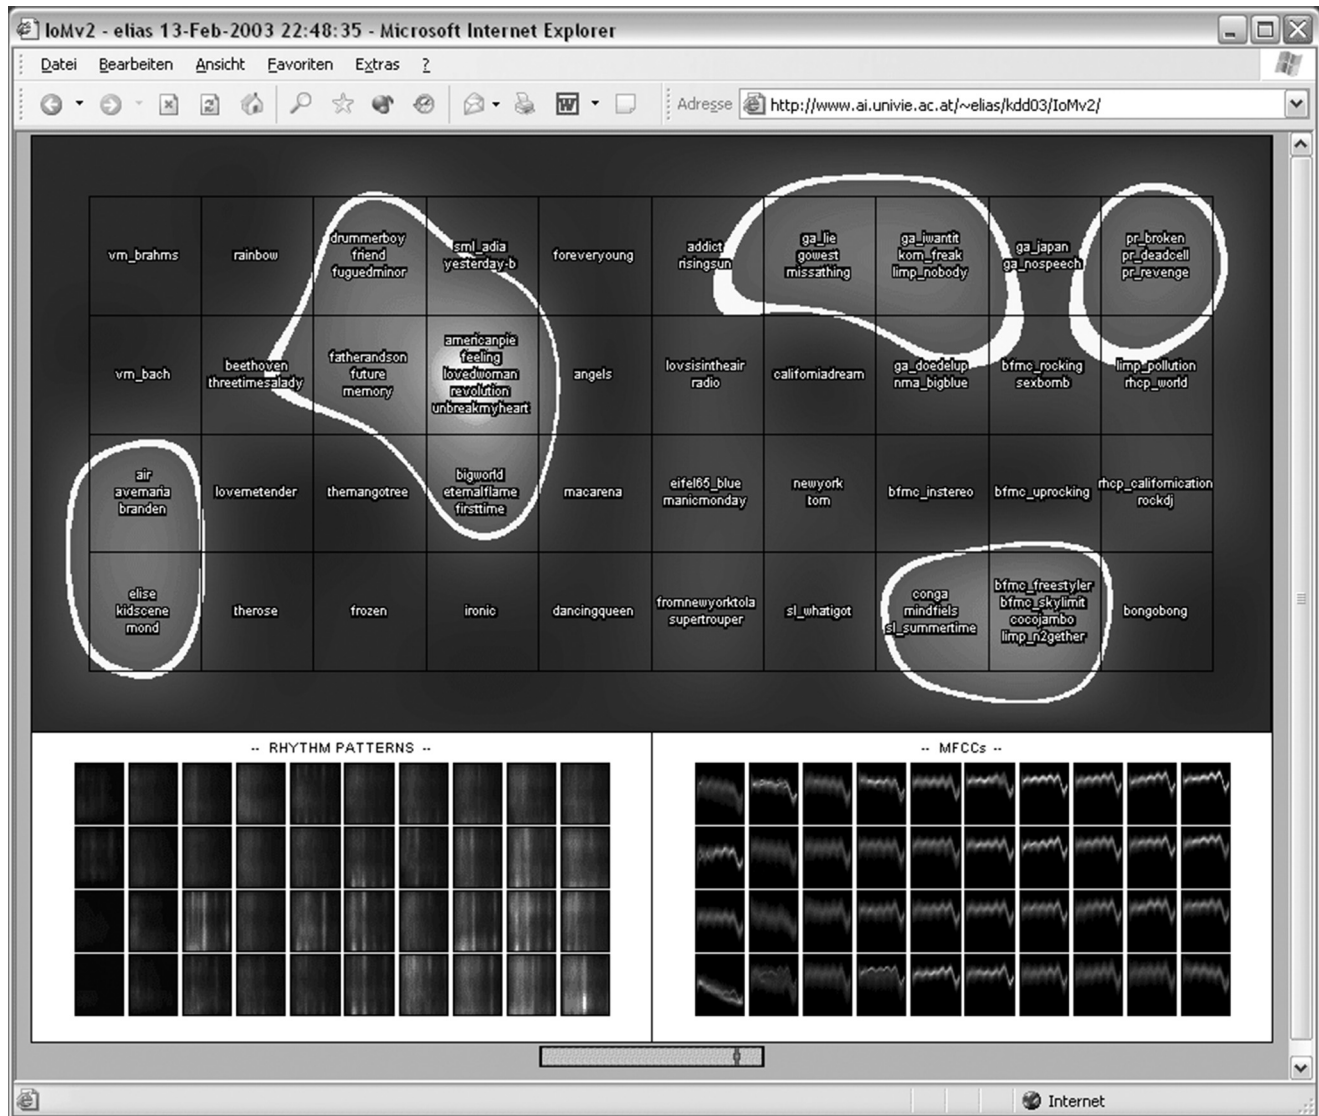 IoMv2 - elias 13-Feb-2003 22:48:35 - Microsoft Internet Explorer
Datei Bearbeiten Ansicht Favoriten Extras ?
W Adresse http://www.ai.univie.ac.at/~elias/kdd03/IoMv2/
vm_brahms
rainbow
drummerboy
friend
fuguedminor
sml_adia
yesterday-b
foreveryoung
addict
risingsun
ga_lie
gowest
missathing
ga_iwantit
korn_freak
limp_nobody
ga_japan
ga_nospeech
pr_broken
pr_deadcell
pr_revenge
vm_bach
beethoven
threetimesalady
fatherandson
future
memory
americanpie
feeling
lovedwoman
revolution
unbreakmyheart
angels
lovsisintheair
radio
californiadream
ga_doedelup
nma_bigblue
bfmc_rocking
sexbomb
limp_pollution
rhcp_world
air
avemaria
branden
lovemetender
themangotree
bigworld
eternalflame
firsttime
macarena
eifel65_blue
manicmonday
newyork
tom
bfmc_instereo
bfmc_uprocking
rhcp_californication
rockdj
elise
kidscene
mond
therose
frozen
ironic
dancingqueen
fromnewyorktola
supertrouper
sl_whatigot
conga
mindfiels
sl_summertime
bfmc_freestyler
bfmc_skylimit
cocojambo
limp_n2gether
bongobong
-- RHYTHM PATTERNS --
-- MFCCs --
Internet